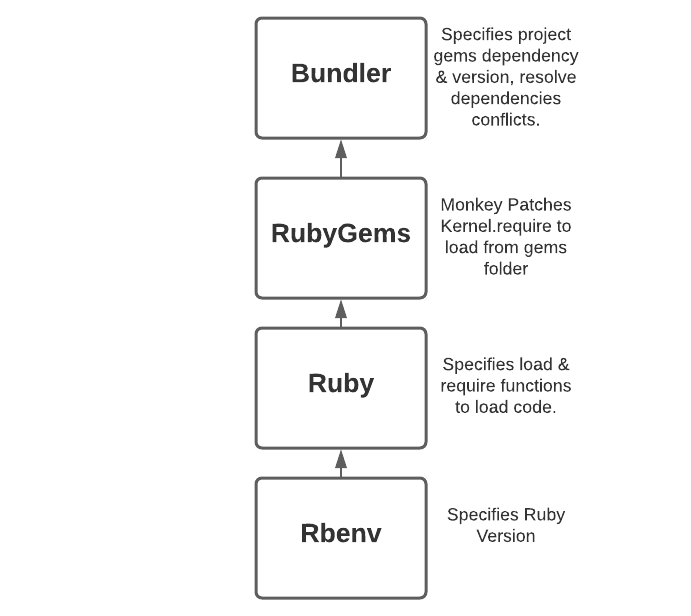 Bundler
Specifies project
gems dependency
& version, resolve
dependencies
conflicts.
RubyGems
Monkey Patches
Kernel.require to
load from gems
folder
Ruby
Specifies load &
require functions
to load code.
Rbenv
Specifies Ruby
Version